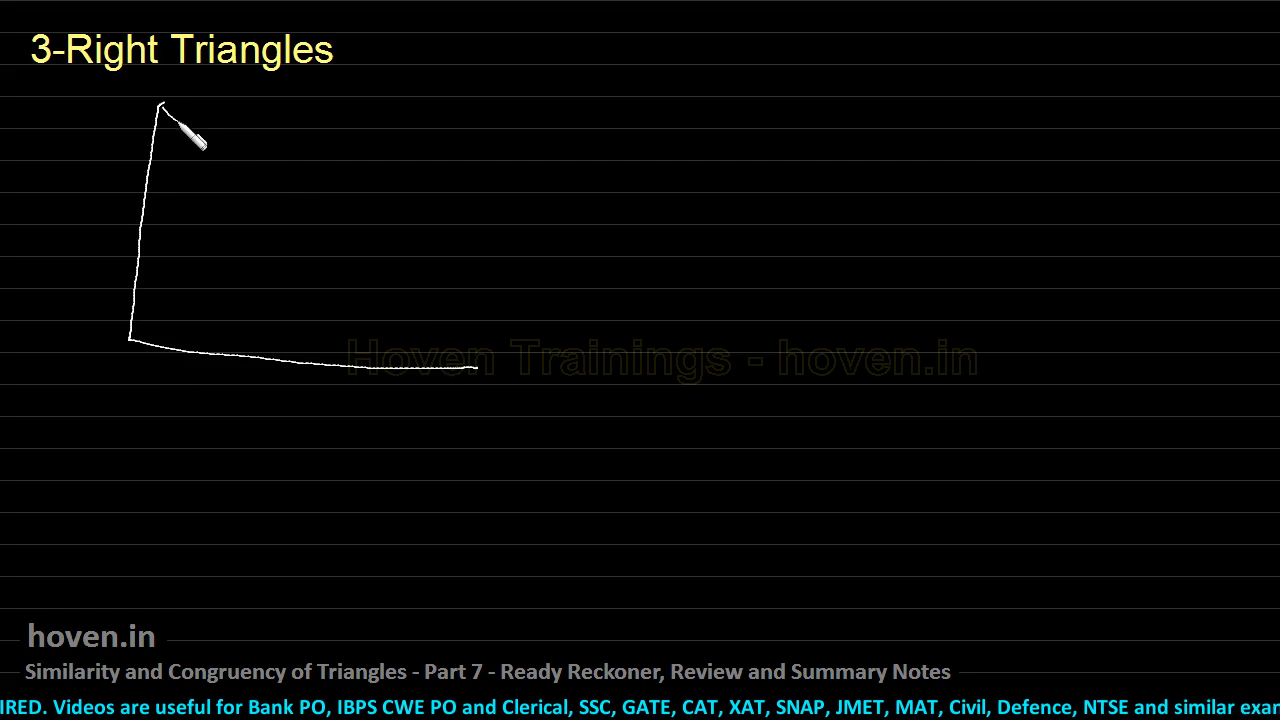 3-Right Triangles
Hoven Trainings - hoven.in
hoven.in
Similarity and Congruency of Triangles - Part 7 - Ready Reckoner, Review and Summary Notes
IRED. Videos are useful for Bank PO, IBPS CWE PO and Clerical, SSC, GATE, CAT, XAT, SNAP, JMET, MAT, Civil, Defence, NTSE and similar exar